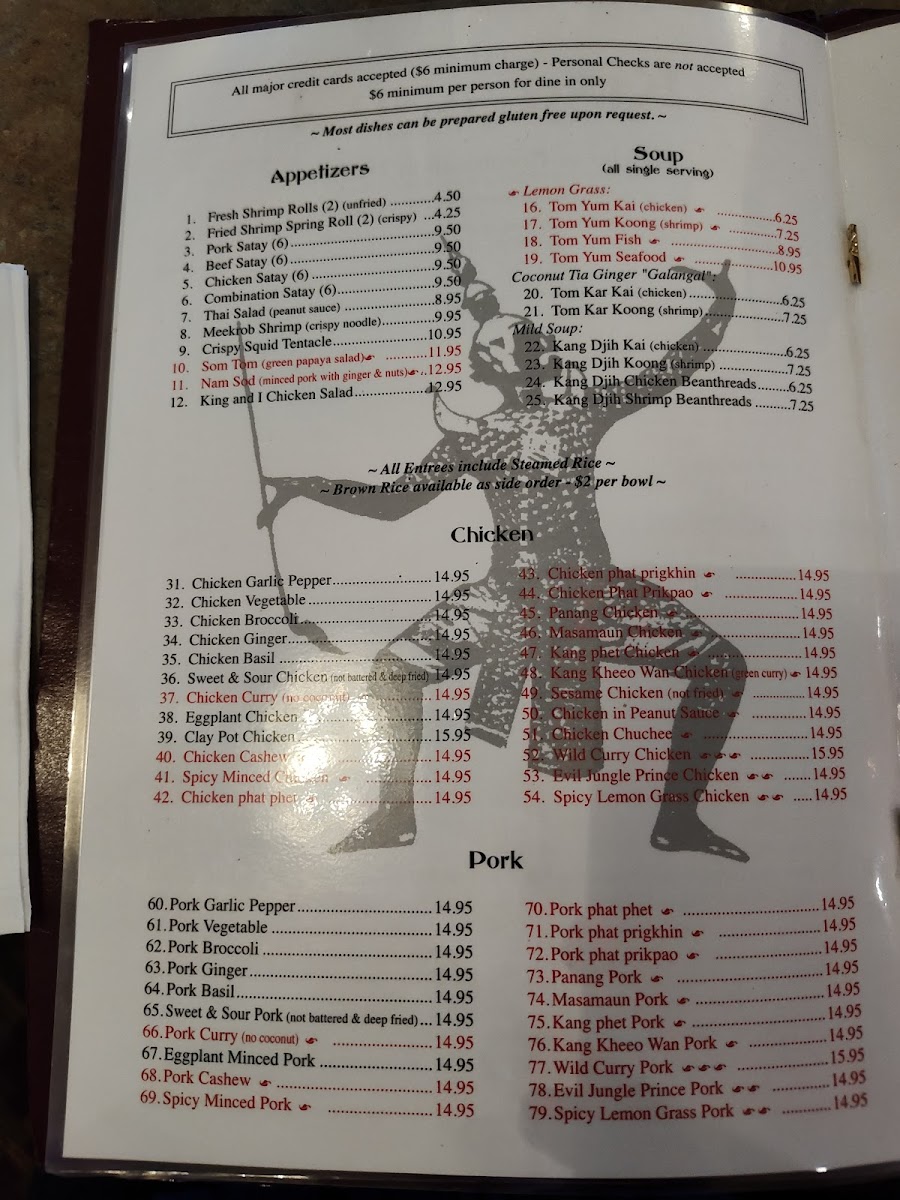 All major credit cards accepted ($6 minimum charge) - Personal Checks are not accepted
$6 minimum per person for dine in only
~ Most dishes can be prepared gluten free upon request. ~
Appetizers
1. Fresh Shrimp Rolls (2) (unfried) ..........4.50
2. Fried Shrimp Spring Roll (2) (crispy) ...4.25
3. Pork Satay (6)..........9.50
4. Beef Satay (6)..........9.50
5. Chicken Satay (6)..........9.50
6. Combination Satay (6)..........9.50
7. Thai Salad (peanut sauce)..........8.95
8. Meekrob Shrimp (crispy noodle)..........9.95
9. Crispy Squid Tentacle..........10.95
10. Som Tom (green papaya salad) ..........11.95
11. Nam Sod (minced pork with ginger & nuts)...12.95
12. King and I Chicken Salad..........12.95
Soup
(all single serving)
Lemon Grass:
16. Tom Yum Kai (chicken) ..........6.25
17. Tom Yum Koong (shrimp) ..........7.25
18. Tom Yum Fish ..........8.95
19. Tom Yum Seafood ..........10.95
Coconut Tia Ginger "Galangal":
20. Tom Kar Kai (chicken)..........6.25
21. Tom Kar Koong (shrimp)..........7.25
Mild Soup:
22. Kang Djih Kai (chicken) ..........6.25
23. Kang Djih Koong (shrimp) ..........7.25
24. Kang Djih Chicken Beanthreads........6.25
25. Kang Djih Shrimp Beanthreads .........7.25
~ All Entrees include Steamed Rice ~
~ Brown Rice available as side order - $2 per bowl ~
Chicken
31. Chicken Garlic Pepper..........14.95
32. Chicken Vegetable..........14.95
33. Chicken Broccoli..........14.95
34. Chicken Ginger..........14.95
35. Chicken Basil ..........14.95
36. Sweet & Sour Chicken (not battered & deep fried) 14.95
37. Chicken Curry (no coconut) ..........14.95
38. Eggplant Chicken..........14.95
39. Clay Pot Chicken..........15.95
40. Chicken Cashew ..........14.95
41. Spicy Minced Chicken ..........14.95
42. Chicken phat phet ..........14.95
43. Chicken phat prigkhin ..........14.95
44. Chicken Phat Prikpao ..........14.95
45. Panang Chicken ..........14.95
46. Masamaun Chicken ..........14.95
47. Kang phet Chicken ..........14.95
48. Kang Kheeo Wan Chicken (green curry) 14.95
49. Sesame Chicken (not fried) ..........14.95
50. Chicken in Peanut Sauce ..........14.95
51. Chicken Chuchee ..........14.95
52. Wild Curry Chicken ..........15.95
53. Evil Jungle Prince Chicken .......14.95
54. Spicy Lemon Grass Chicken .....14.95
Pork
60. Pork Garlic Pepper..........14.95
61. Pork Vegetable ..........14.95
62. Pork Broccoli ..........14.95
63. Pork Ginger..........14.95
64. Pork Basil..........14.95
65. Sweet & Sour Pork (not battered & deep fried)...14.95
66. Pork Curry (no coconut) ..........14.95
67. Eggplant Minced Pork ..........14.95
68. Pork Cashew ..........14.95
69. Spicy Minced Pork ..........14.95
70. Pork phat phet ..........14.95
71. Pork phat prigkhin ..........14.95
72. Pork phat prikpao ..........14.95
73. Panang Pork ..........14.95
74. Masamaun Pork ..........14.95
75. Kang phet Pork ..........14.95
76. Kang Kheeo Wan Pork ..........14.95
77. Wild Curry Pork ..........15.95
78. Evil Jungle Prince Pork ..........14.95
79. Spicy Lemon Grass Pork ..........14.95